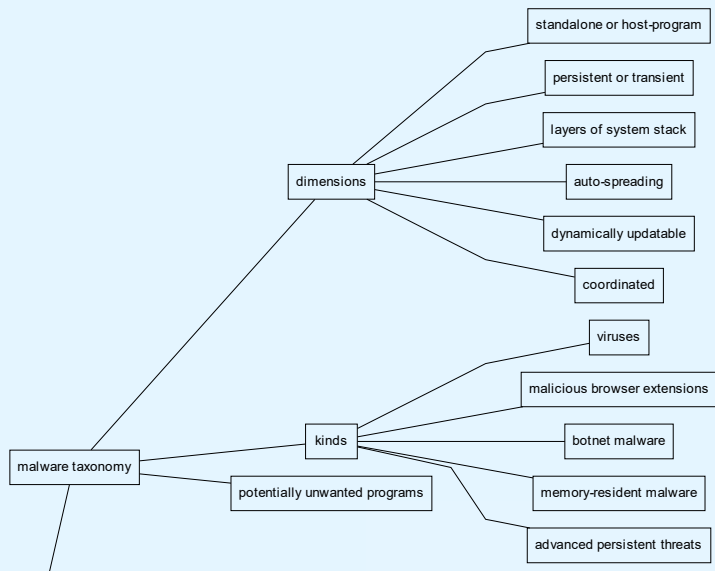 standalone or host-program
persistent or transient
layers of system stack
dimensions
auto-spreading
dynamically updatable
coordinated
viruses
malicious browser extensions
kinds
botnet malware
malware taxonomy
potentially unwanted programs
memory-resident malware
advanced persistent threats